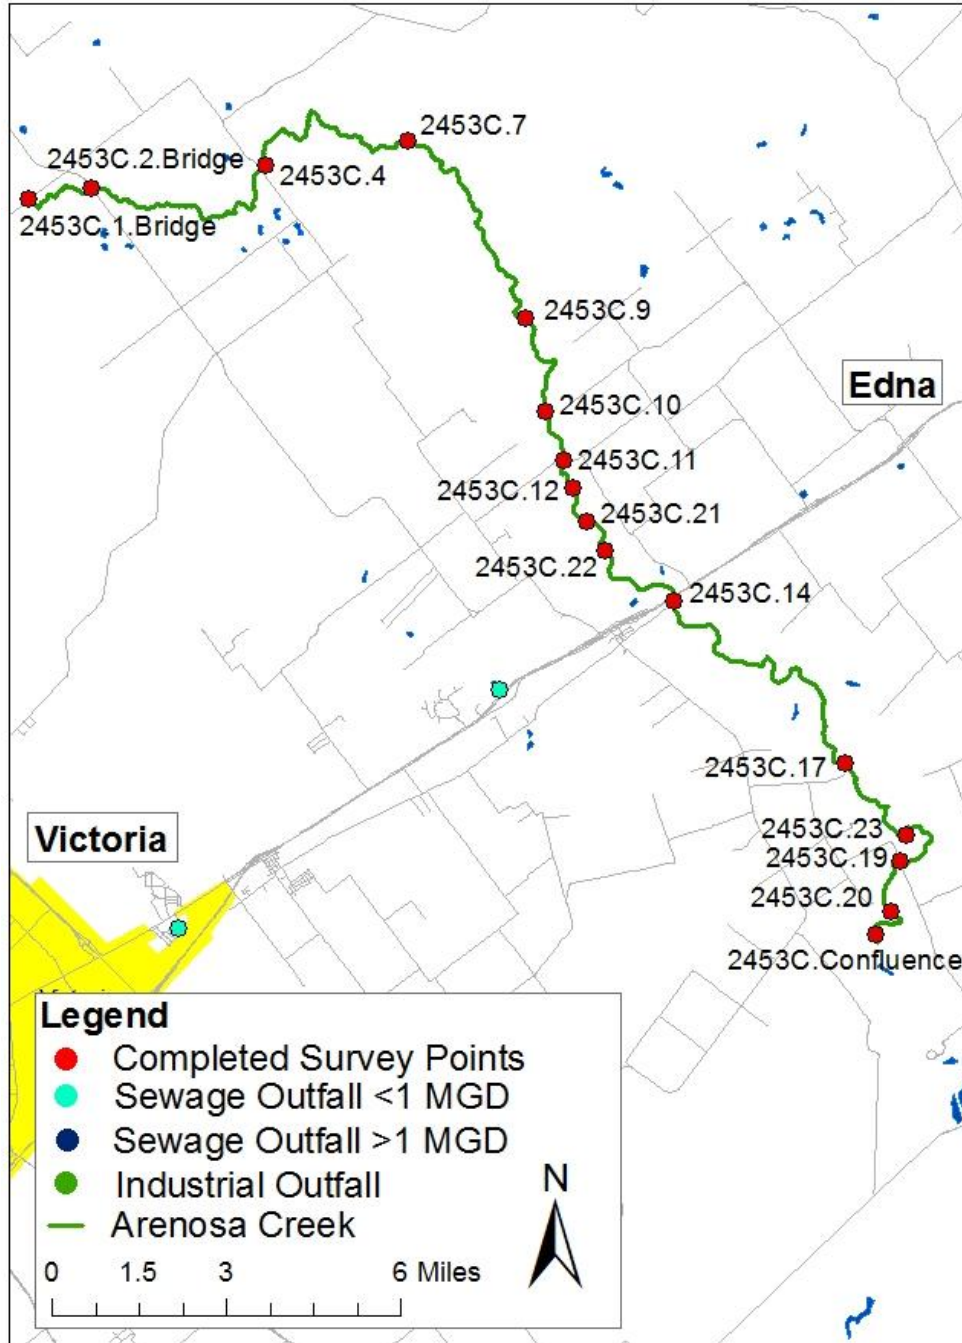 2453C.7
2453C.2.Bridge
2453C.4
2453C.1.Bridge
2453C.9
Edna
2453C.10
2453C.11
2453C.12
2453C.21
2453C.22
2453C.14
2453C.17
Victoria
2453C.23
2453C.19
2453C.20
2453C.Confluence
Legend
Completed Survey Points
Sewage Outfall <1 MGD
Sewage Outfall >1 MGD
Industrial Outfall
Arenosa Creek
N
0 1.5 3 6 Miles